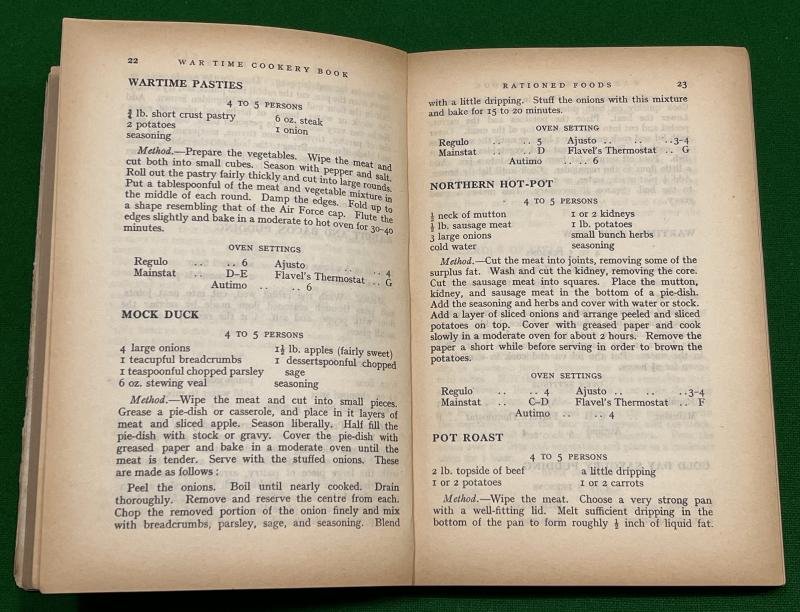 22 WAR TIME COOKERY BOOK
WARTIME PASTIES
4 TO 5 PERSONS
¾ lb. short crust pastry 6 oz. steak
2 potatoes 1 onion
seasoning
Method.—Prepare the vegetables. Wipe the meat and
cut both into small cubes. Season with pepper and salt.
Roll out the pastry fairly thickly and cut into large rounds.
Put a tablespoonful of the meat and vegetable mixture in
the middle of each round. Damp the edges. Fold up to
a shape resembling that of the Air Force cap. Flute the
edges slightly and bake in a moderate to hot oven for 30-40
minutes.
OVEN SETTINGS
Regulo .. .. 6 Ajusto .. .. 4
Mainstat .. D–E Flavel's Thermostat .. G
Autimo .. .. 6
MOCK DUCK
4 TO 5 PERSONS
4 large onions 1½ lb. apples (fairly sweet)
1 teacupful breadcrumbs 1 dessertspoonful chopped
1 teaspoonful chopped parsley sage
6 oz. stewing veal seasoning
Method.—Wipe the meat and cut into small pieces.
Grease a pie-dish or casserole, and place in it layers of
meat and sliced apple. Season liberally. Half fill the
pie-dish with stock or gravy. Cover the pie-dish with
greased paper and bake in a moderate oven until the
meat is tender. Serve with the stuffed onions. These
are made as follows :
Peel the onions. Boil until nearly cooked. Drain
thoroughly. Remove and reserve the centre from each.
Chop the removed portion of the onion finely and mix
with breadcrumbs, parsley, sage, and seasoning. Blend
RATIONED FOODS 23
with a little dripping. Stuff the onions with this mixture
and bake for 15 to 20 minutes.
OVEN SETTING
Regulo .. .. 5 Ajusto .. .. ..3–4
Mainstat .. .. D Flavel's Thermostat .. G
Autimo .. .. 6
NORTHERN HOT-POT
4 TO 5 PERSONS
½ neck of mutton 1 or 2 kidneys
½ lb. sausage meat 1 lb. potatoes
3 large onions small bunch herbs
cold water seasoning
Method.—Cut the meat into joints, removing some of the
surplus fat. Wash and cut the kidney, removing the core.
Cut the sausage meat into squares. Place the mutton,
kidney, and sausage meat in the bottom of a pie-dish.
Add the seasoning and herbs and cover with water or stock.
Add a layer of sliced onions and arrange peeled and sliced
potatoes on top. Cover with greased paper and cook
slowly in a moderate oven for about 2 hours. Remove the
paper a short while before serving in order to brown the
potatoes.
OVEN SETTINGS
Regulo .. .. 4 Ajusto .. .. ..3–4
Mainstat .. C–D Flavel's Thermostat .. F
Autimo .. .. 4
POT ROAST
4 TO 5 PERSONS
2 lb. topside of beef a little dripping
1 or 2 potatoes 1 or 2 carrots
Method.—Wipe the meat. Choose a very strong pan
with a well-fitting lid. Melt sufficient dripping in the
bottom of the pan to form roughly ½ inch of liquid fat.